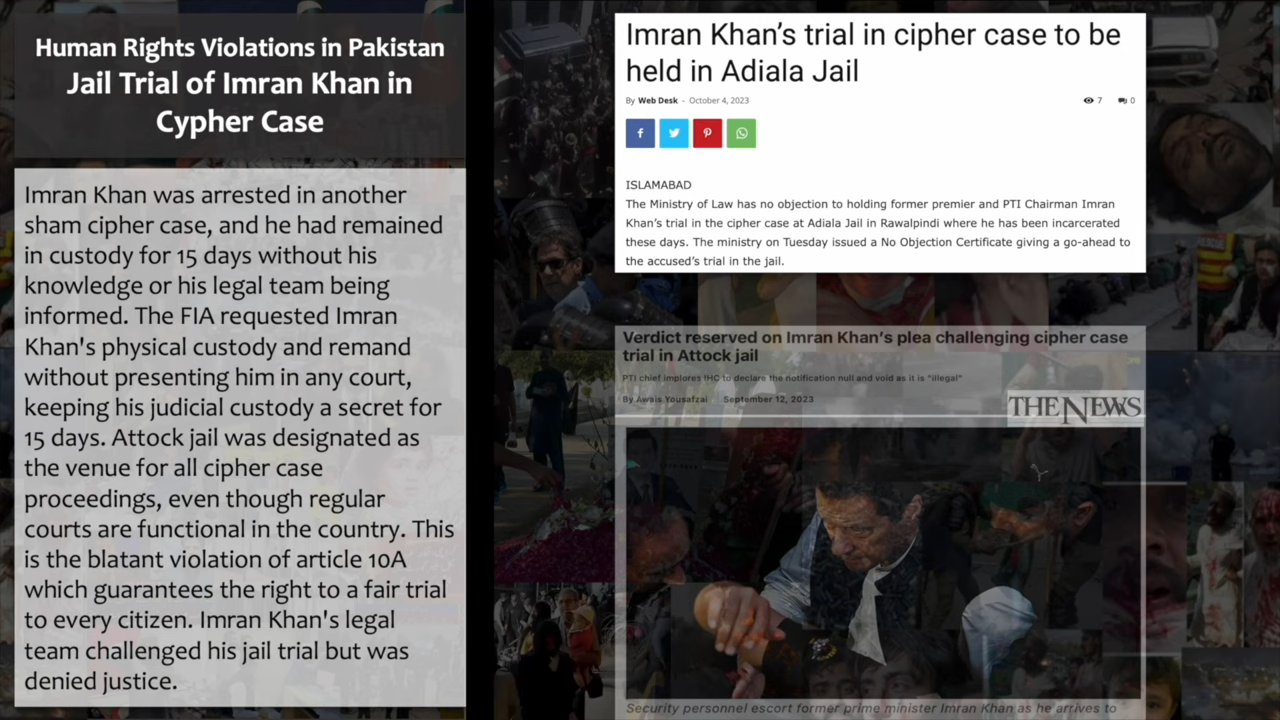 Human Rights Violations in Pakistan
Jail Trial of Imran Khan in
Cypher Case
Imran Khan was arrested in another
sham cipher case, and he had remained
in custody for 15 days without his
knowledge or his legal team being
informed. The FIA requested Imran
Khan's physical custody and remand
without presenting him in any court,
keeping his judicial custody a secret for
15 days. Attock jail was designated as
the venue for all cipher case
proceedings, even though regular
courts are functional in the country. This
is the blatant violation of article 10A
which guarantees the right to a fair trial
to every citizen. Imran Khan's legal
team challenged his jail trial but was
denied justice.
Imran Khan’s trial in cipher case to be
held in Adiala Jail
By Web Desk - October 4, 2023 7 0
ISLAMABAD
The Ministry of Law has no objection to holding former premier and PTI Chairman Imran
Khan’s trial in the cipher case at Adiala Jail in Rawalpindi where he has been incarcerated
these days. The ministry on Tuesday issued a No Objection Certificate giving a go-ahead to
the accused’s trial in the jail.
Verdict reserved on Imran Khan’s plea challenging cipher case
trial in Attock jail
PTI chief implores IHC to declare the notification null and void as it is "illegal"
By Awais Yousafzai September 12, 2023
THE NEWS
Security personnel escort former prime minister Imran Khan as he arrives to